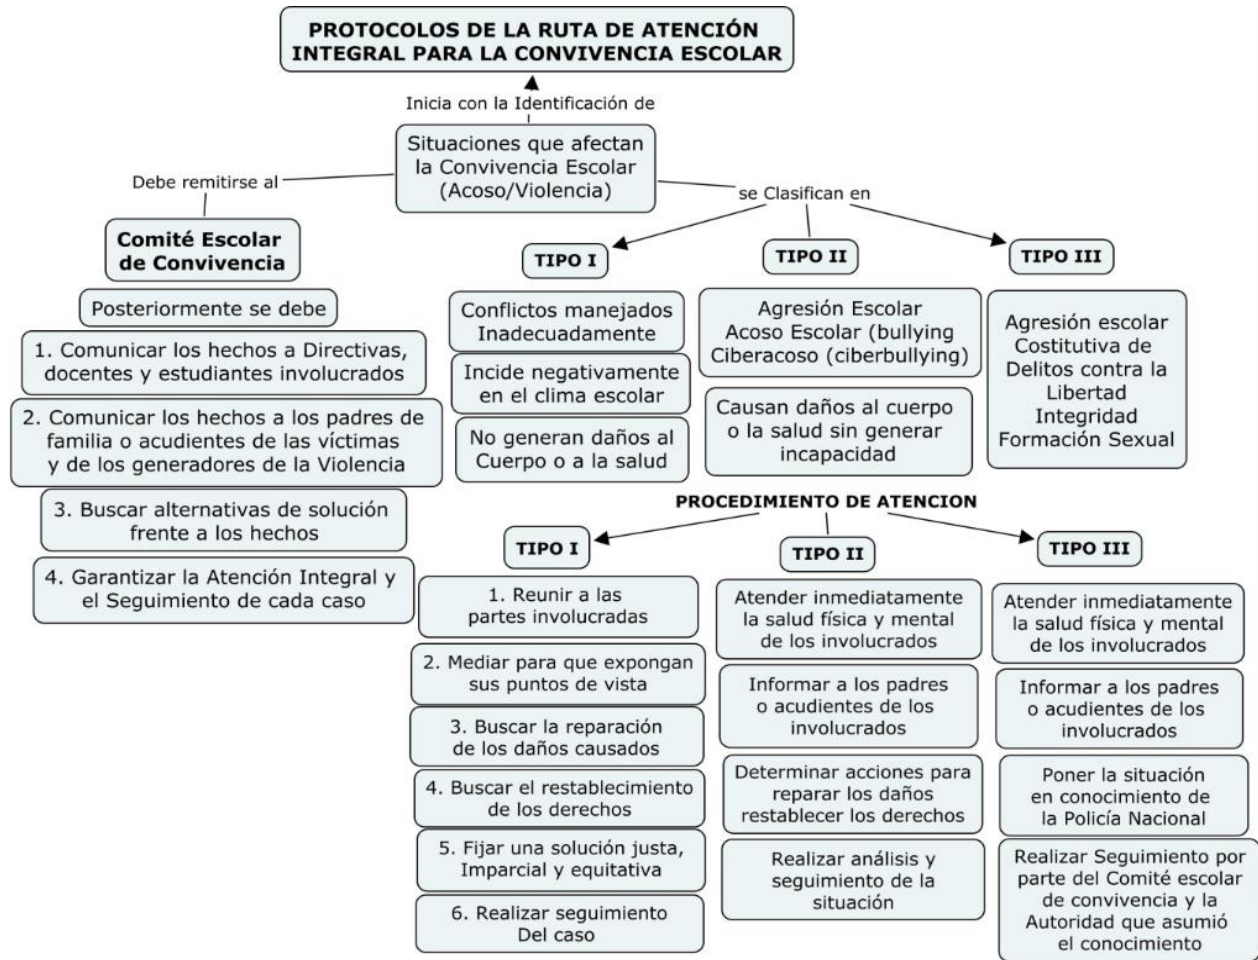 PROTOCOLOS DE LA RUTA DE ATENCIÓN
INTEGRAL PARA LA CONVIVENCIA ESCOLAR
Inicia con la Identificación de
Situaciones que afectan
la Convivencia Escolar
(Acoso/Violencia)
Debe remitirse al
Comité Escolar
de Convivencia
Posteriormente se debe
1. Comunicar los hechos a Directivas,
docentes y estudiantes involucrados
2. Comunicar los hechos a los padres de
familia o acudientes de las víctimas
y de los generadores de la Violencia
3. Buscar alternativas de solución
frente a los hechos
4. Garantizar la Atención Integral y
el Seguimiento de cada caso
se Clasifican en
TIPO I
Conflictos manejados
Inadecuadamente
Incide negativamente
en el clima escolar
No generan daños al
Cuerpo o a la salud
TIPO II
Agresión Escolar
Acoso Escolar (bullying
Ciberacoso (ciberbullying)
Causan daños al cuerpo
o la salud sin generar
incapacidad
TIPO III
Agresión escolar
Costitutiva de
Delitos contra la
Libertad
Integridad
Formación Sexual
PROCEDIMIENTO DE ATENCION
TIPO I
1. Reunir a las
partes involucradas
2. Mediar para que expongan
sus puntos de vista
3. Buscar la reparación
de los daños causados
4. Buscar el restablecimiento
de los derechos
5. Fijar una solución justa,
Imparcial y equitativa
6. Realizar seguimiento
Del caso
TIPO II
Atender inmediatamente
la salud física y mental
de los involucrados
Informar a los padres
o acudientes de los
involucrados
Determinar acciones para
reparar los daños
restablecer los derechos
Realizar análisis y
seguimiento de la
situación
TIPO III
Atender inmediatamente
la salud física y mental
de los involucrados
Informar a los padres
o acudientes de los
involucrados
Poner la situación
en conocimiento de
la Policía Nacional
Realizar Seguimiento por
parte del Comité escolar
de convivencia y la
Autoridad que asumió
el conocimiento